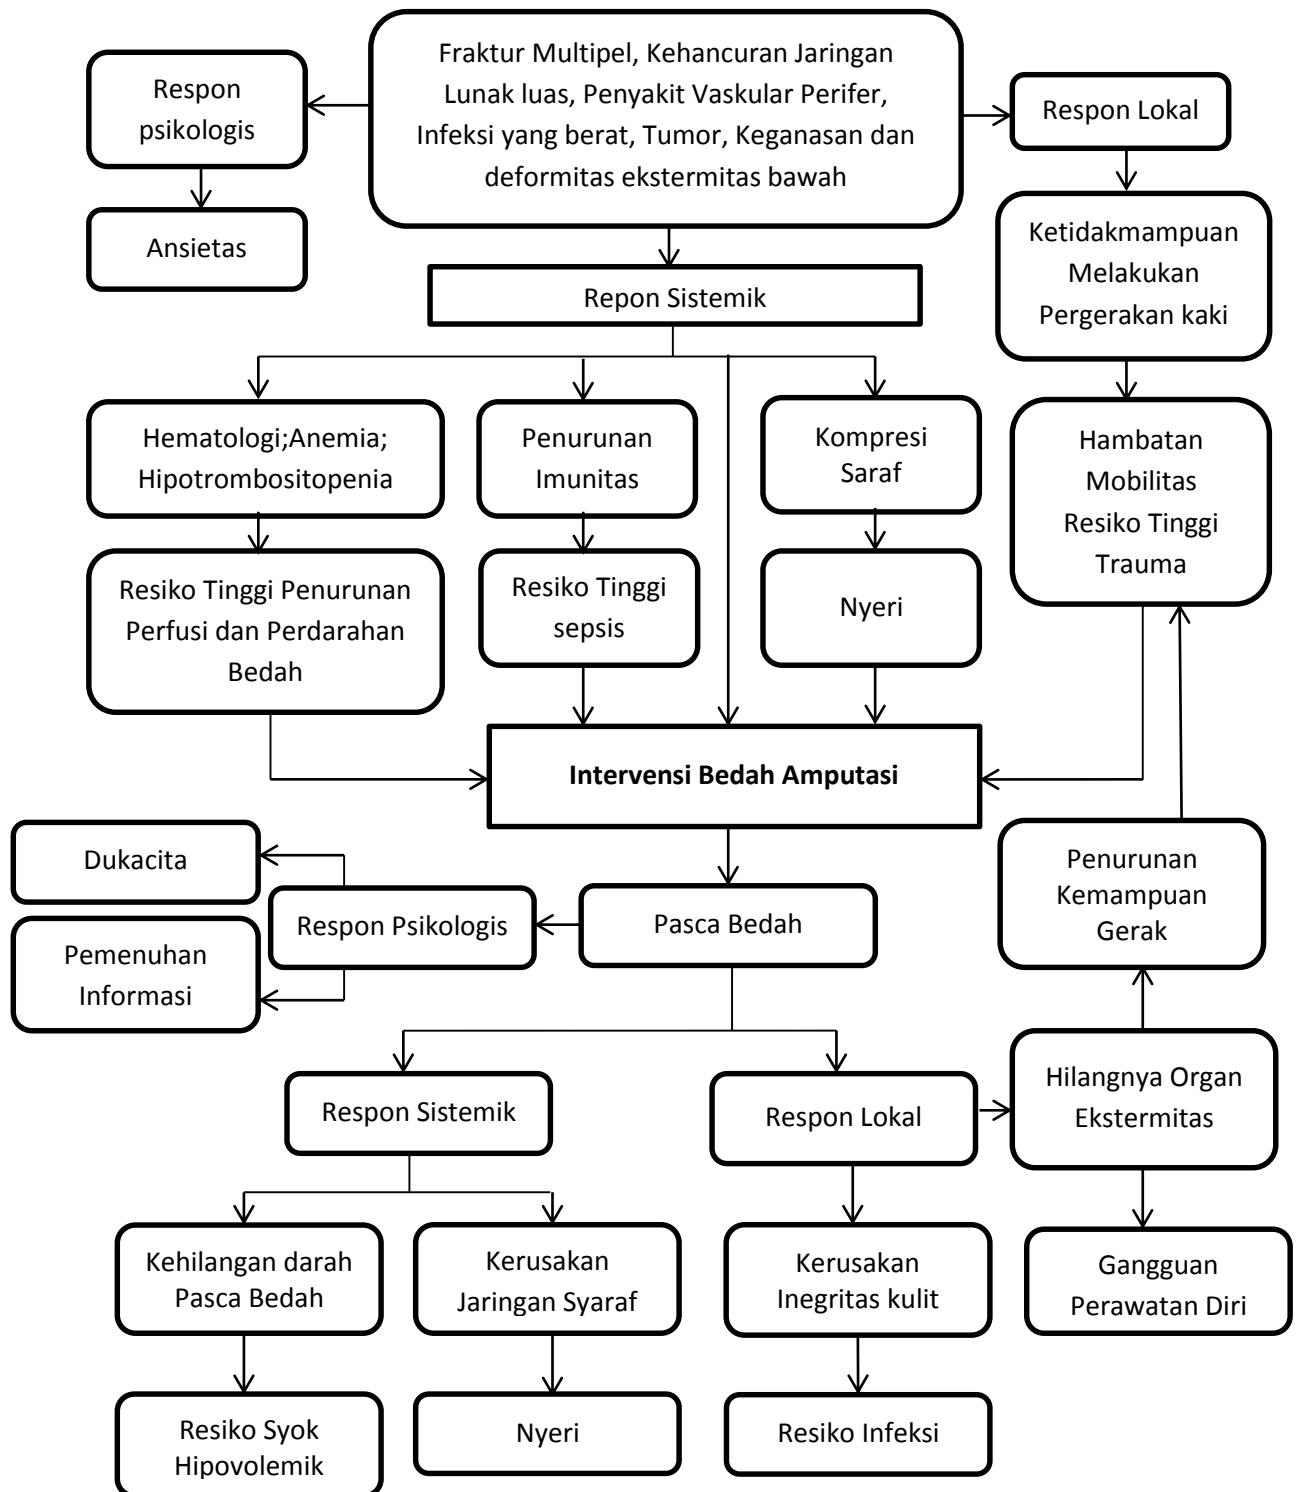 Fraktur Multipel, Kehancuran Jaringan
Lunak luas, Penyakit Vaskular Perifer,
Infeksi yang berat, Tumor, Keganasan dan
deformitas ekstermitas bawah
Respon
psikologis
Respon Lokal
Ansietas
Ketidakmampuan
Melakukan
Pergerakan kaki
Repon Sistemik
Hematologi;Anemia;
Hipotrombositopenia
Penurunan
Imunitas
Kompresi
Saraf
Hambatan
Mobilitas
Resiko Tinggi
Trauma
Resiko Tinggi Penurunan
Perfusi dan Perdarahan
Bedah
Resiko Tinggi
sepsis
Nyeri
Intervensi Bedah Amputasi
Dukacita
Respon Psikologis
Pasca Bedah
Penurunan
Kemampuan
Gerak
Pemenuhan
Informasi
Respon Sistemik
Respon Lokal
Hilangnya Organ
Ekstermitas
Kehilangan darah
Pasca Bedah
Kerusakan
Jaringan Syaraf
Kerusakan
Inegritas kulit
Gangguan
Perawatan Diri
Resiko Syok
Hipovolemik
Nyeri
Resiko Infeksi